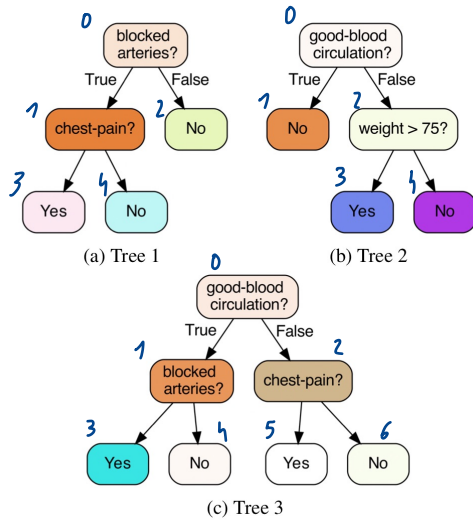 0
blocked
arteries?
True False
1 chest-pain? 2 No
3 Yes 4 No
(a) Tree 1
0
good-blood
circulation?
True False
1 No 2 weight > 75?
3 Yes 4 No
(b) Tree 2
0
good-blood
circulation?
True False
1 blocked
arteries? 2 chest-pain?
3 Yes 4 No 5 Yes 6 No
(c) Tree 3